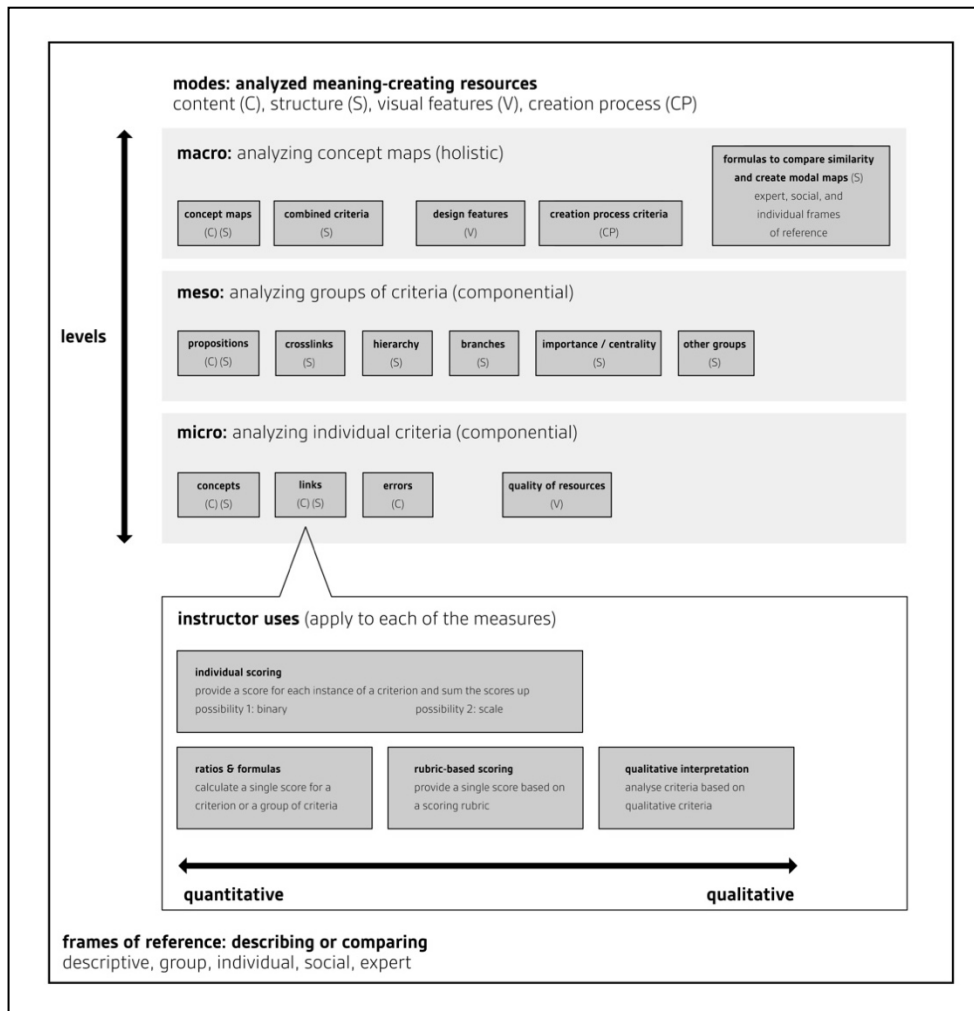 modes: analyzed meaning-creating resources
content (C), structure (S), visual features (V), creation process (CP)
levels
macro: analyzing concept maps (holistic)
concept maps
(C) (S)
combined criteria
(S)
design features
(V)
creation process criteria
(CP)
formulas to compare similarity
and create modal maps (S)
expert, social, and
individual frames
of reference
meso: analyzing groups of criteria (componential)
propositions
(C) (S)
crosslinks
(S)
hierarchy
(S)
branches
(S)
importance / centrality
(S)
other groups
(S)
micro: analyzing individual criteria (componential)
concepts
(C) (S)
links
(C) (S)
errors
(C)
quality of resources
(V)
instructor uses (apply to each of the measures)
individual scoring
provide a score for each instance of a criterion and sum the scores up
possibility 1: binary possibility 2: scale
ratios & formulas
calculate a single score for a
criterion or a group of criteria
rubric-based scoring
provide a single score based on
a scoring rubric
qualitative interpretation
analyse criteria based on
qualitative criteria
quantitative qualitative
frames of reference: describing or comparing
descriptive, group, individual, social, expert